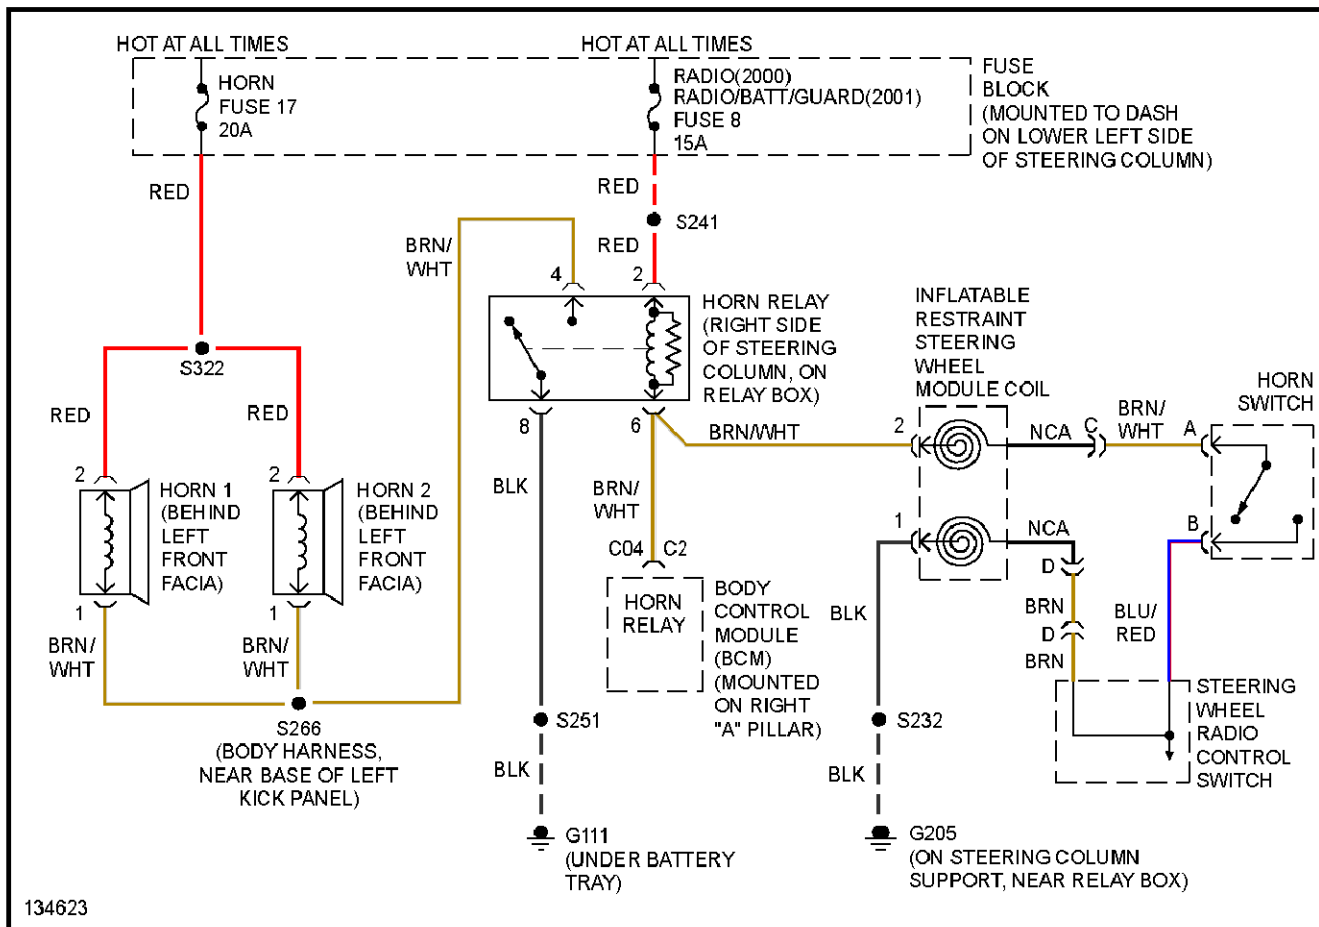 HOT AT ALL TIMES
HOT AT ALL TIMES
HORN
FUSE 17
20A
RADIO(2000)
RADIO/BATT/GUARD(2001)
FUSE 8
15A
FUSE
BLOCK
(MOUNTED TO DASH
ON LOWER LEFT SIDE
OF STEERING COLUMN)
RED
RED
S241
RED
BRN/
WHT
4
2
HORN RELAY
(RIGHT SIDE
OF STEERING
COLUMN, ON
RELAY BOX)
INFLATABLE
RESTRAINT
STEERING
WHEEL
MODULE COIL
HORN
SWITCH
S322
RED
RED
8
6
BRN/WHT
2
NCA
C
BRN/
WHT
A
2
HORN 1
(BEHIND
LEFT
FRONT
FACIA)
1
2
HORN 2
(BEHIND
LEFT
FRONT
FACIA)
1
BLK
BRN/
WHT
C04
C2
1
NCA
B
D
HORN
RELAY
BODY
CONTROL
MODULE
(BCM)
(MOUNTED
ON RIGHT
"A" PILLAR)
BLK
BRN
D
BRN
BLU/
RED
BRN/
WHT
BRN/
WHT
S266
(BODY HARNESS,
NEAR BASE OF LEFT
KICK PANEL)
S251
BLK
S232
BLK
STEERING
WHEEL
RADIO
CONTROL
SWITCH
G111
(UNDER BATTERY
TRAY)
G205
(ON STEERING COLUMN
SUPPORT, NEAR RELAY BOX)
134623